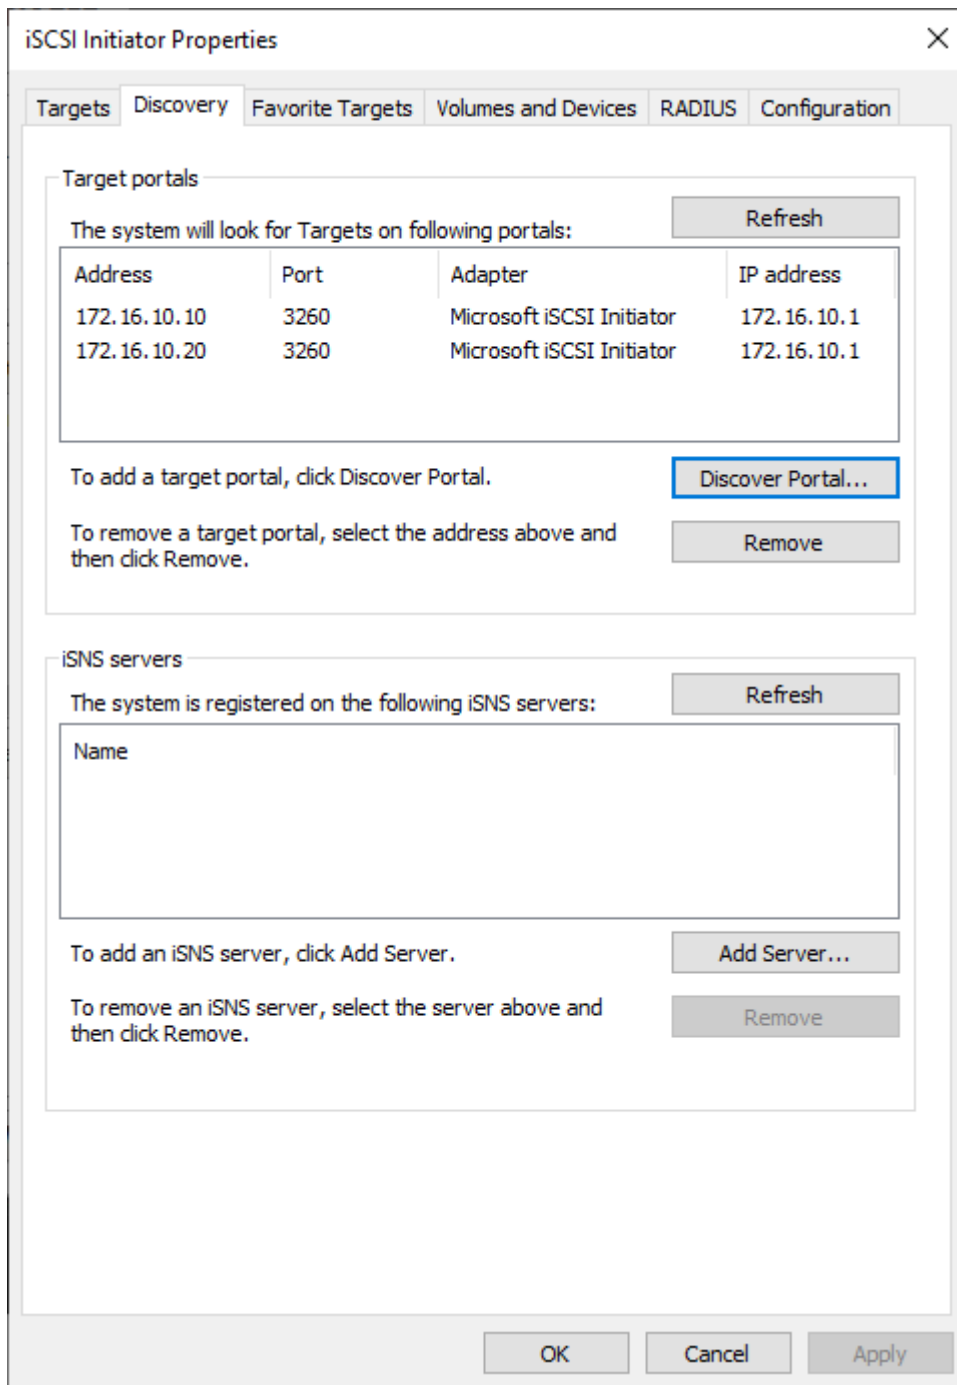 iSCSI Initiator Properties
Targets Discovery Favorite Targets Volumes and Devices RADIUS Configuration
Target portals
The system will look for Targets on following portals:
Refresh
Address Port Adapter IP address
172.16.10.10 3260 Microsoft iSCSI Initiator 172.16.10.1
172.16.10.20 3260 Microsoft iSCSI Initiator 172.16.10.1
To add a target portal, click Discover Portal.
Discover Portal...
To remove a target portal, select the address above and
then click Remove.
Remove
iSNS servers
The system is registered on the following iSNS servers:
Refresh
Name
To add an iSNS server, click Add Server.
Add Server...
To remove an iSNS server, select the server above and
then click Remove.
Remove
OK Cancel Apply